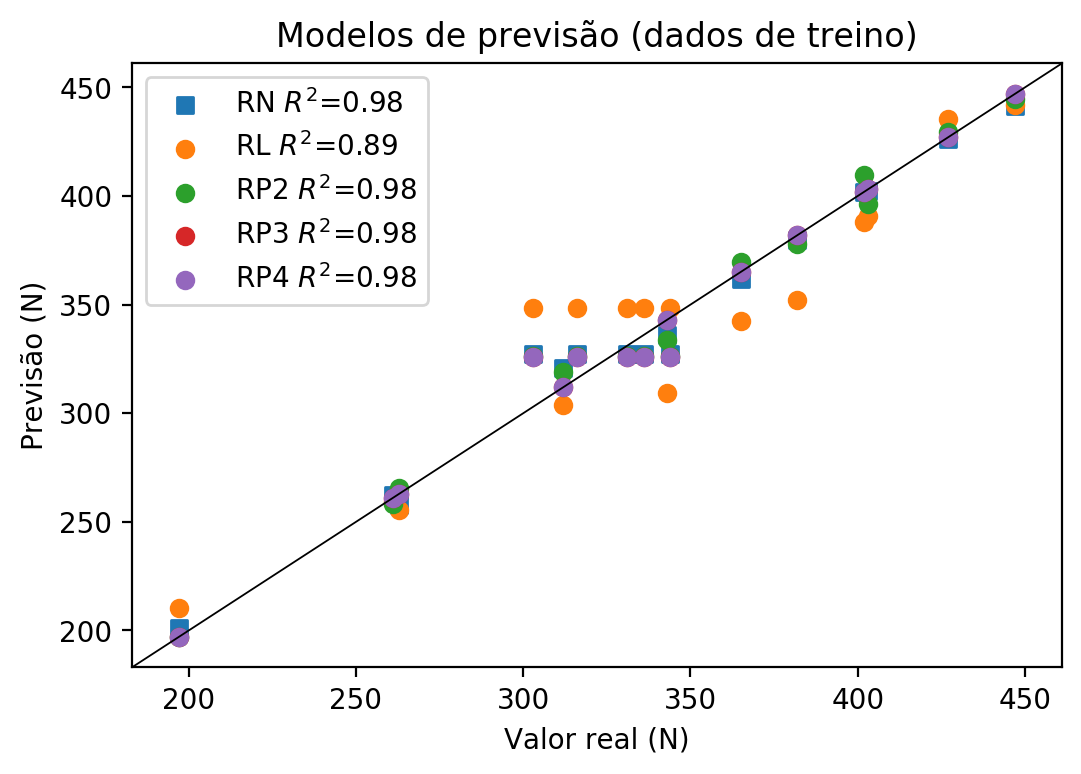 Modelos de previsão (dados de treino)
450
400
350
300
250
200
Previsão (N)
RN R²=0.98
RL R²=0.89
RP2 R²=0.98
RP3 R²=0.98
RP4 R²=0.98
200 250 300 350 400 450
Valor real (N)